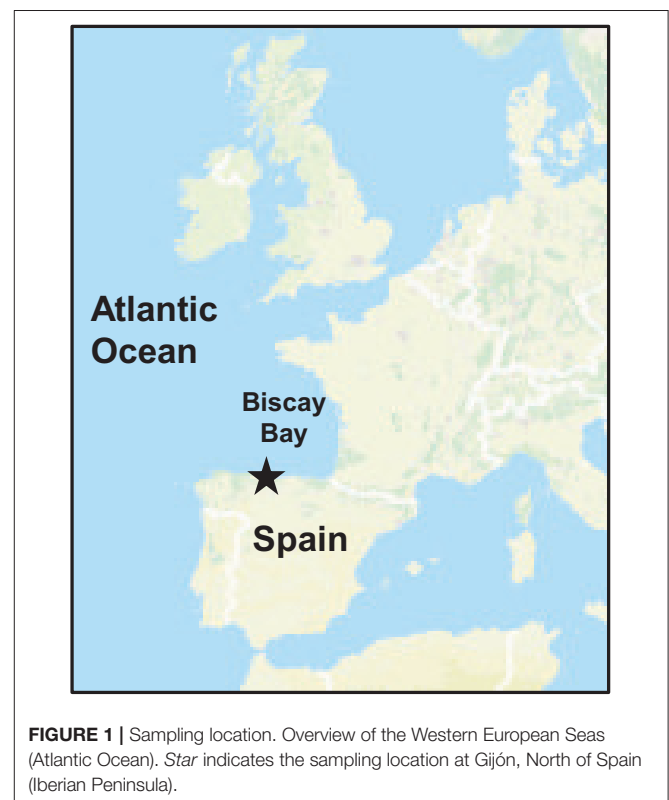 Atlantic
Ocean
Biscay
Bay
Spain
FIGURE 1 | Sampling location. Overview of the Western European Seas
(Atlantic Ocean). Star indicates the sampling location at Gijón, North of Spain
(Iberian Peninsula).